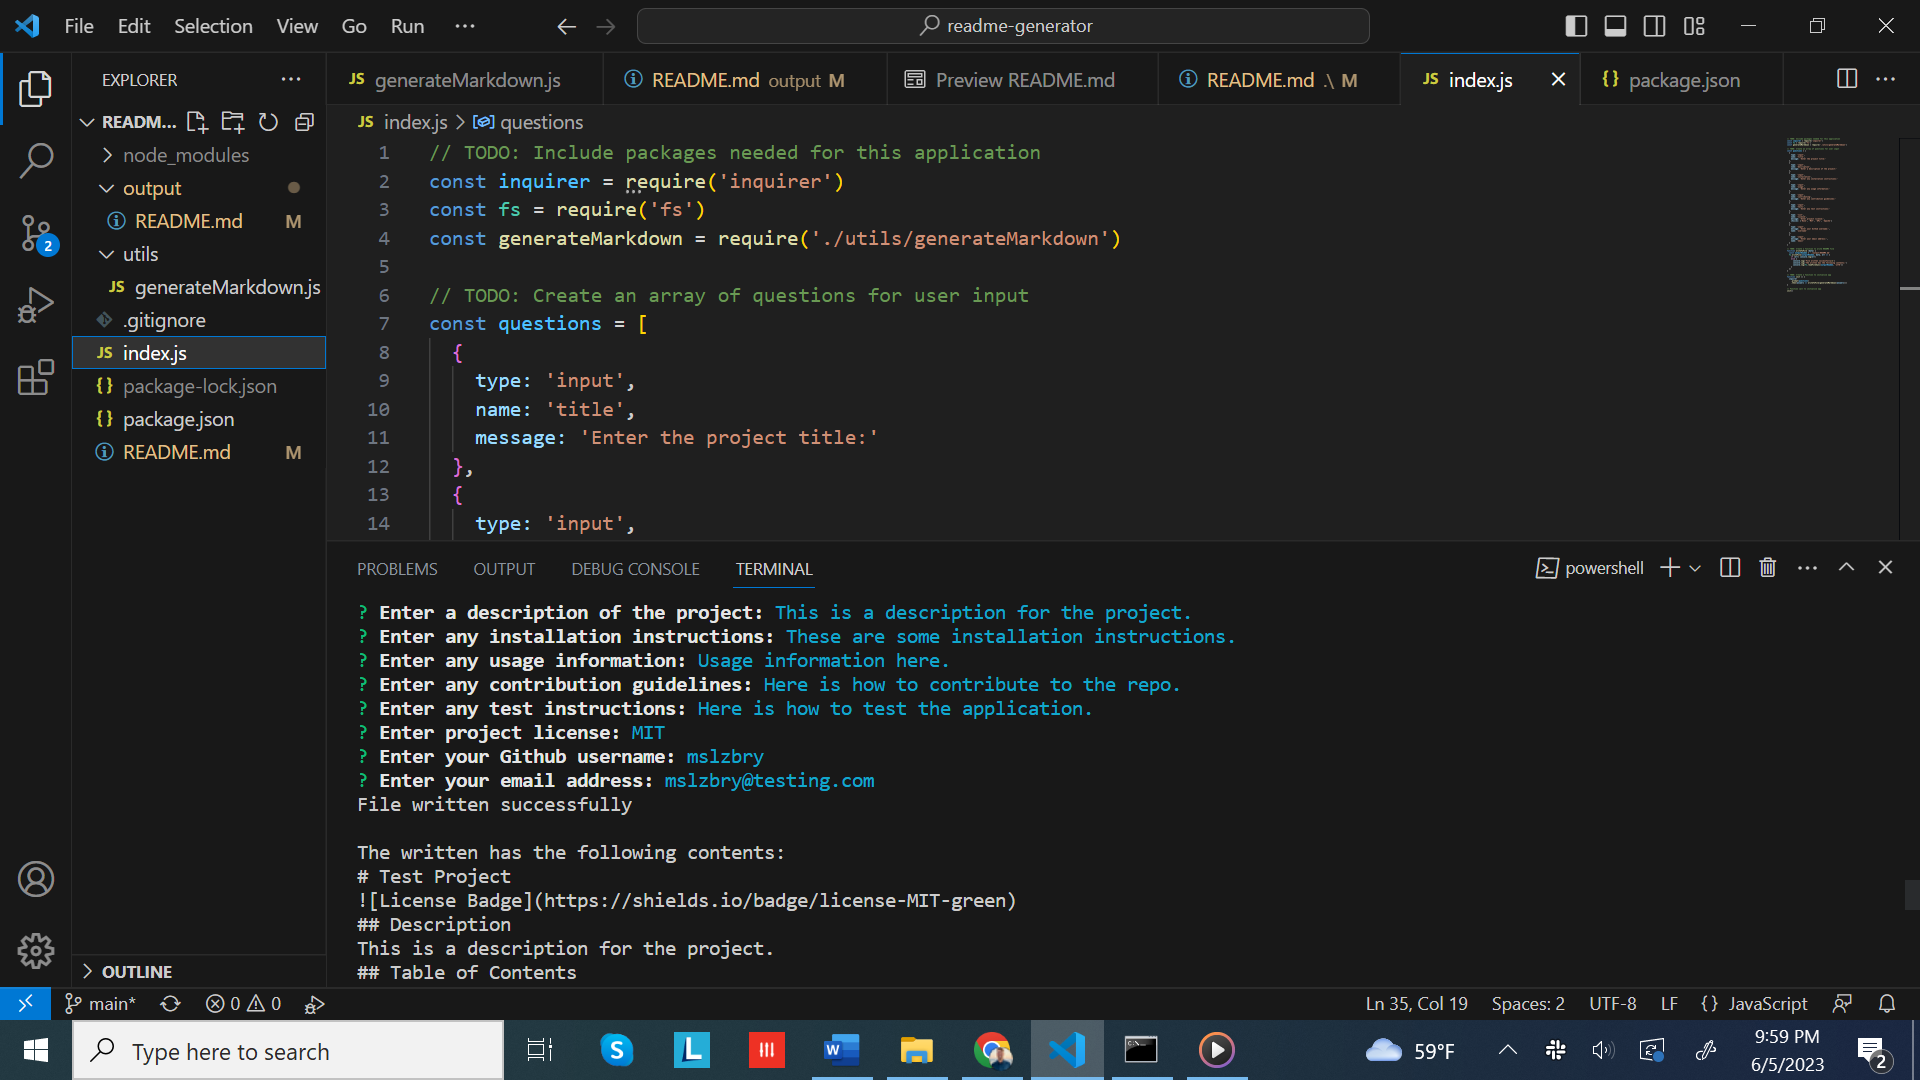 File Edit Selection View Go Run ···
readme-generator
EXPLORER ···
READM...
node_modules
output
README.md M
utils
JS generateMarkdown.js
.gitignore
JS index.js
{} package-lock.json
{} package.json
README.md M
OUTLINE
2
JS generateMarkdown.js
README.md output M
Preview README.md
README.md .\ M
JS index.js
{} package.json
JS index.js > questions
1 // TODO: Include packages needed for this application
2 const inquirer = require('inquirer')
3 const fs = require('fs')
4 const generateMarkdown = require('./utils/generateMarkdown')
5
6 // TODO: Create an array of questions for user input
7 const questions = [
8 {
9 type: 'input',
10 name: 'title',
11 message: 'Enter the project title:'
12 },
13 {
14 type: 'input',
PROBLEMS OUTPUT DEBUG CONSOLE TERMINAL
powershell
? Enter a description of the project: This is a description for the project.
? Enter any installation instructions: These are some installation instructions.
? Enter any usage information: Usage information here.
? Enter any contribution guidelines: Here is how to contribute to the repo.
? Enter any test instructions: Here is how to test the application.
? Enter project license: MIT
? Enter your Github username: mslzbry
? Enter your email address: mslzbry@testing.com
File written successfully
The written has the following contents:
# Test Project
![License Badge](https://shields.io/badge/license-MIT-green)
## Description
This is a description for the project.
## Table of Contents
main* 0 0
Ln 35, Col 19 Spaces: 2 UTF-8 LF {} JavaScript
Type here to search
59°F
9:59 PM
6/5/2023
2